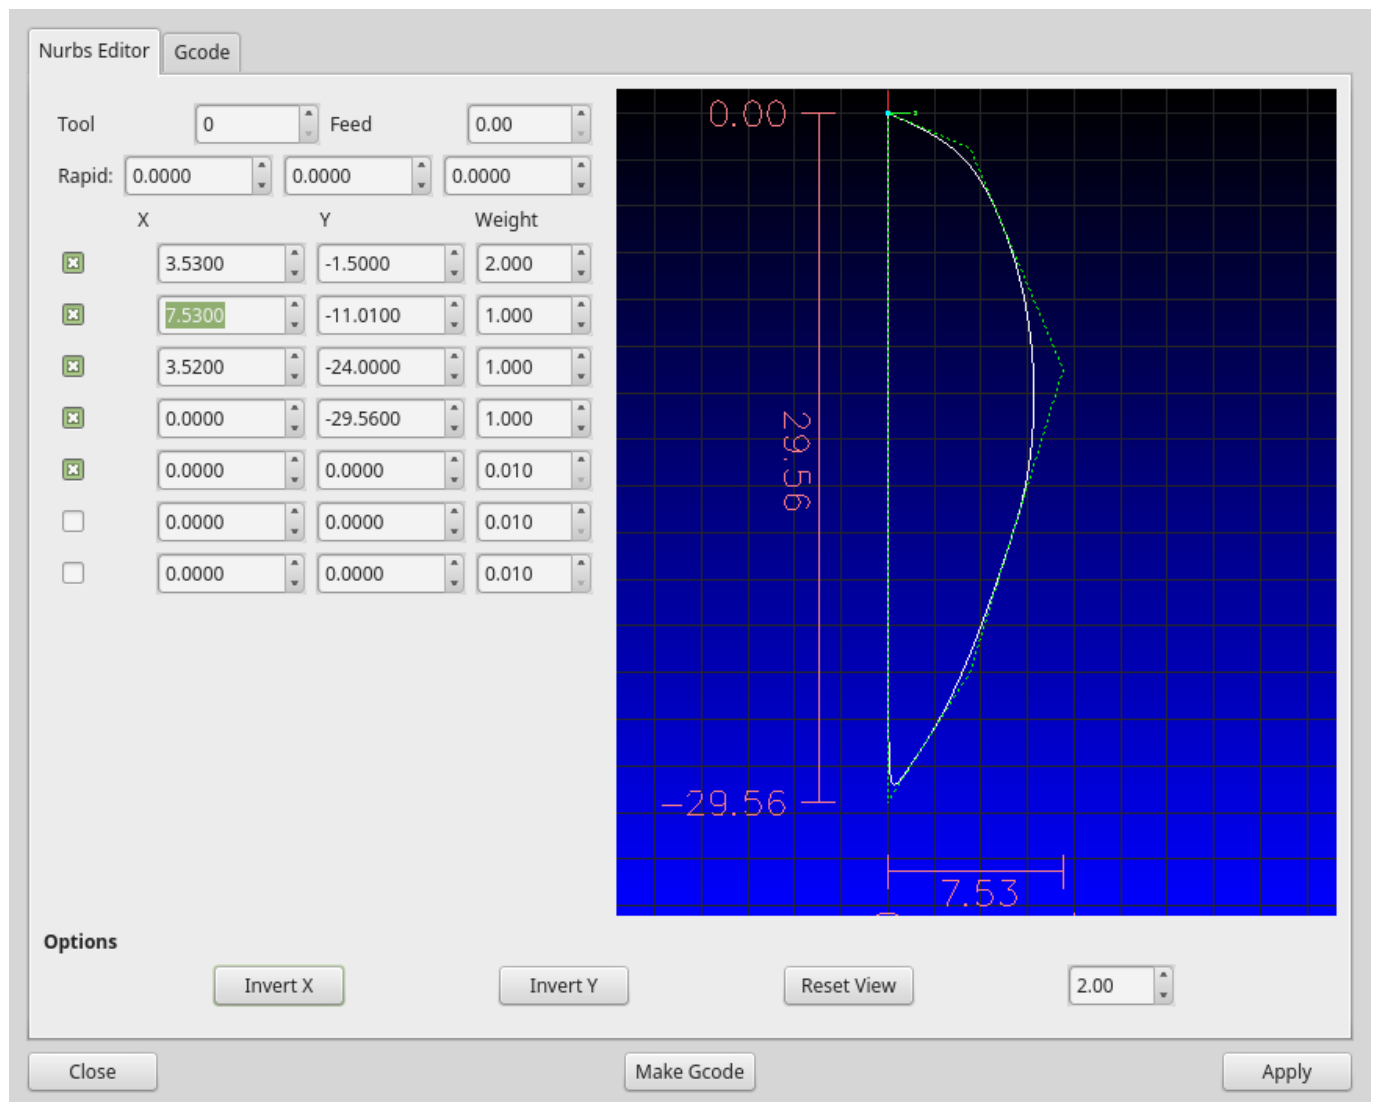 Nurbs Editor Gcode
Tool 0 Feed 0.00
Rapid: 0.0000 0.0000 0.0000
X Y Weight
3.5300 -1.5000 2.000
7.5300 -11.0100 1.000
3.5200 -24.0000 1.000
0.0000 -29.5600 1.000
0.0000 0.0000 0.010
0.0000 0.0000 0.010
0.0000 0.0000 0.010
0.00
29.56
-29.56
7.53
Options
Invert X Invert Y Reset View 2.00
Close Make Gcode Apply